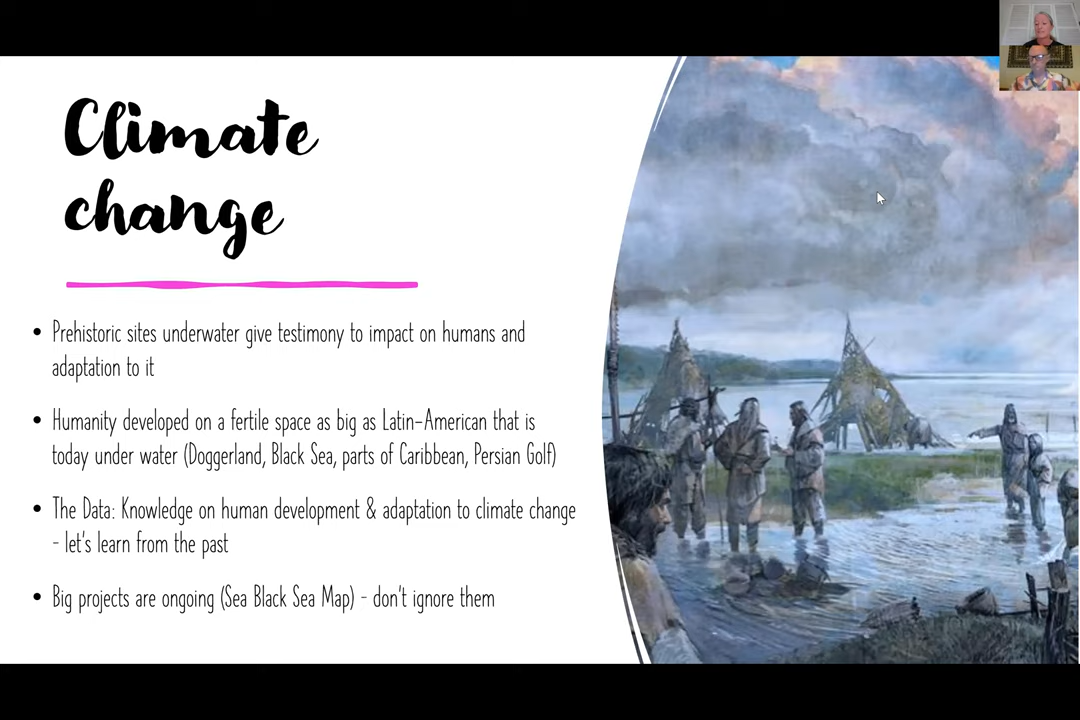 Climate
change
• Prehistoric sites underwater give testimony to impact on humans and
adaptation to it
• Humanity developed on a fertile space as big as Latin-American that is
today under water (Doggerland, Black Sea, parts of Caribbean, Persian Golf)
• The Data: Knowledge on human development & adaptation to climate change
- let's learn from the past
• Big projects are ongoing (Sea Black Sea Map) - don't ignore them